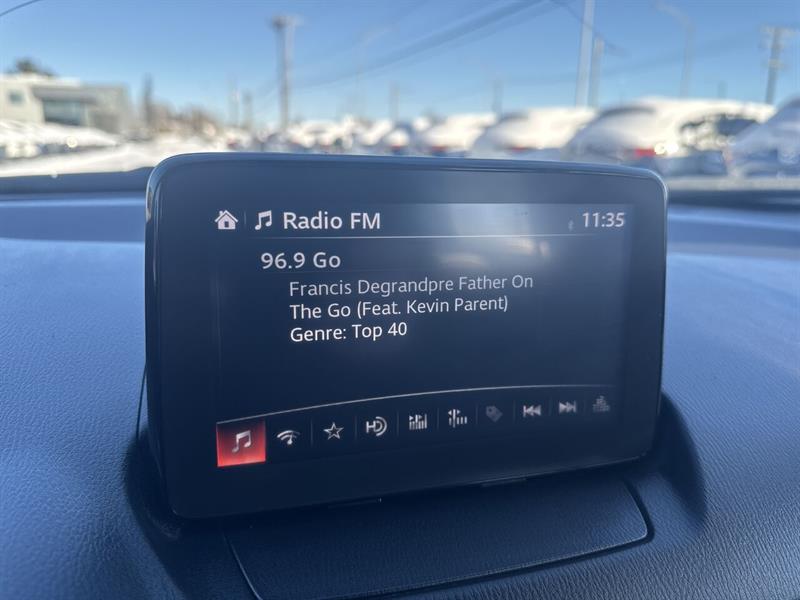 Radio FM 11:35
96.9 Go
Francis Degrandpre Father On
The Go (Feat. Kevin Parent)
Genre: Top 40
HD